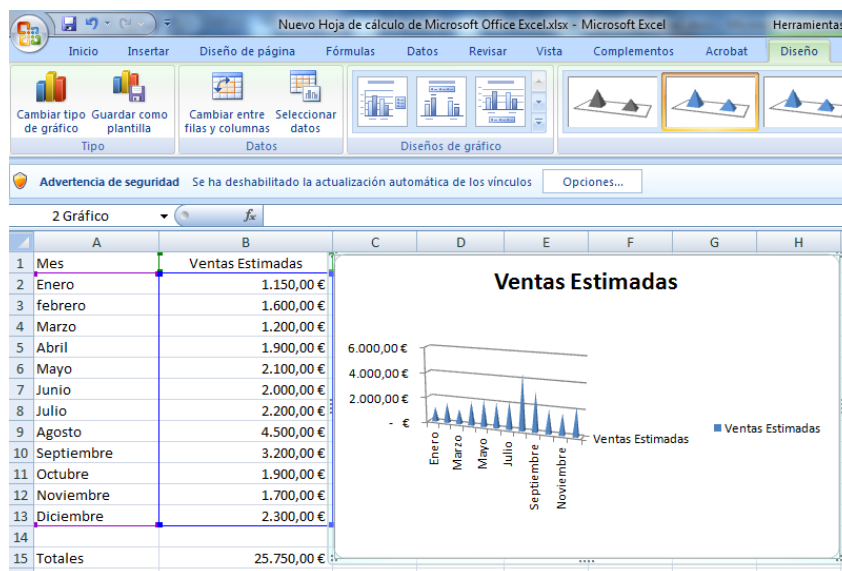 Nuevo Hoja de cálculo de Microsoft Office Excel.xlsx - Microsoft Excel
Herramientas
Inicio Insertar Diseño de página Fórmulas Datos Revisar Vista Complementos Acrobat Diseño
Cambiar tipo Guardar como Cambiar entre Seleccionar
de gráfico plantilla filas y columnas datos
Tipo Datos Diseños de gráfico
Advertencia de seguridad Se ha deshabilitado la actualización automática de los vínculos Opciones...
2 Gráfico fx
A B C D E F G H
1 Mes Ventas Estimadas
2 Enero 1.150,00 €
3 febrero 1.600,00 €
4 Marzo 1.200,00 €
5 Abril 1.900,00 €
6 Mayo 2.100,00 €
7 Junio 2.000,00 €
8 Julio 2.200,00 €
9 Agosto 4.500,00 €
10 Septiembre 3.200,00 €
11 Octubre 1.900,00 €
12 Noviembre 1.700,00 €
13 Diciembre 2.300,00 €
14
15 Totales 25.750,00 €
Ventas Estimadas
6.000,00 €
4.000,00 €
2.000,00 €
- €
Enero
Marzo
Mayo
Julio
Septiembre
Noviembre
Ventas Estimadas
Ventas Estimadas